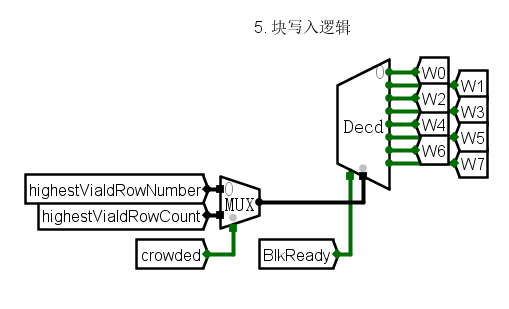 5. 块写入逻辑
0
W0
W1
W2
W3
Decd
W4
W5
W6
W7
highestVialdRowNumber
0
MUX
highestVialdRowCount
crowded
BlkReady